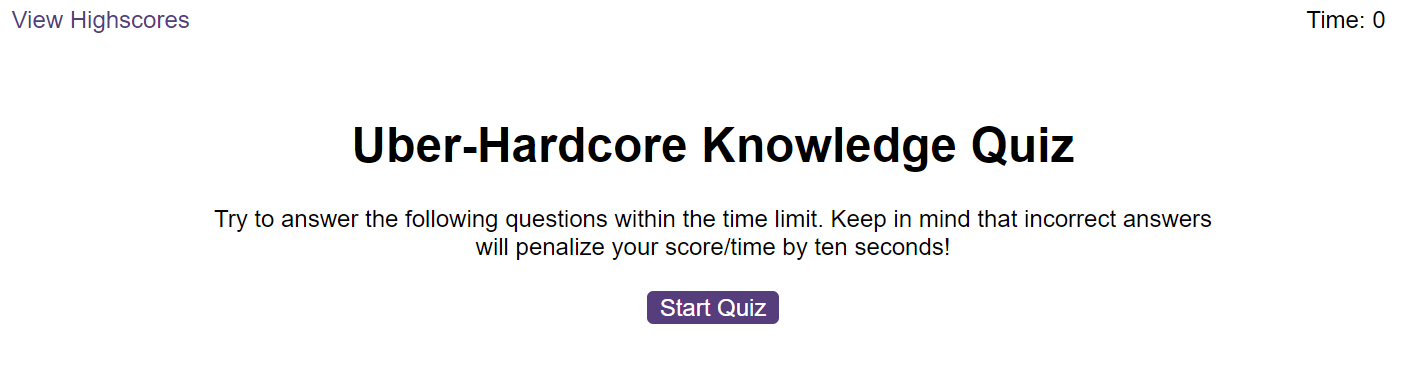 View Highscores
Time: 0
Uber-Hardcore Knowledge Quiz
Try to answer the following questions within the time limit. Keep in mind that incorrect answers
will penalize your score/time by ten seconds!
Start Quiz